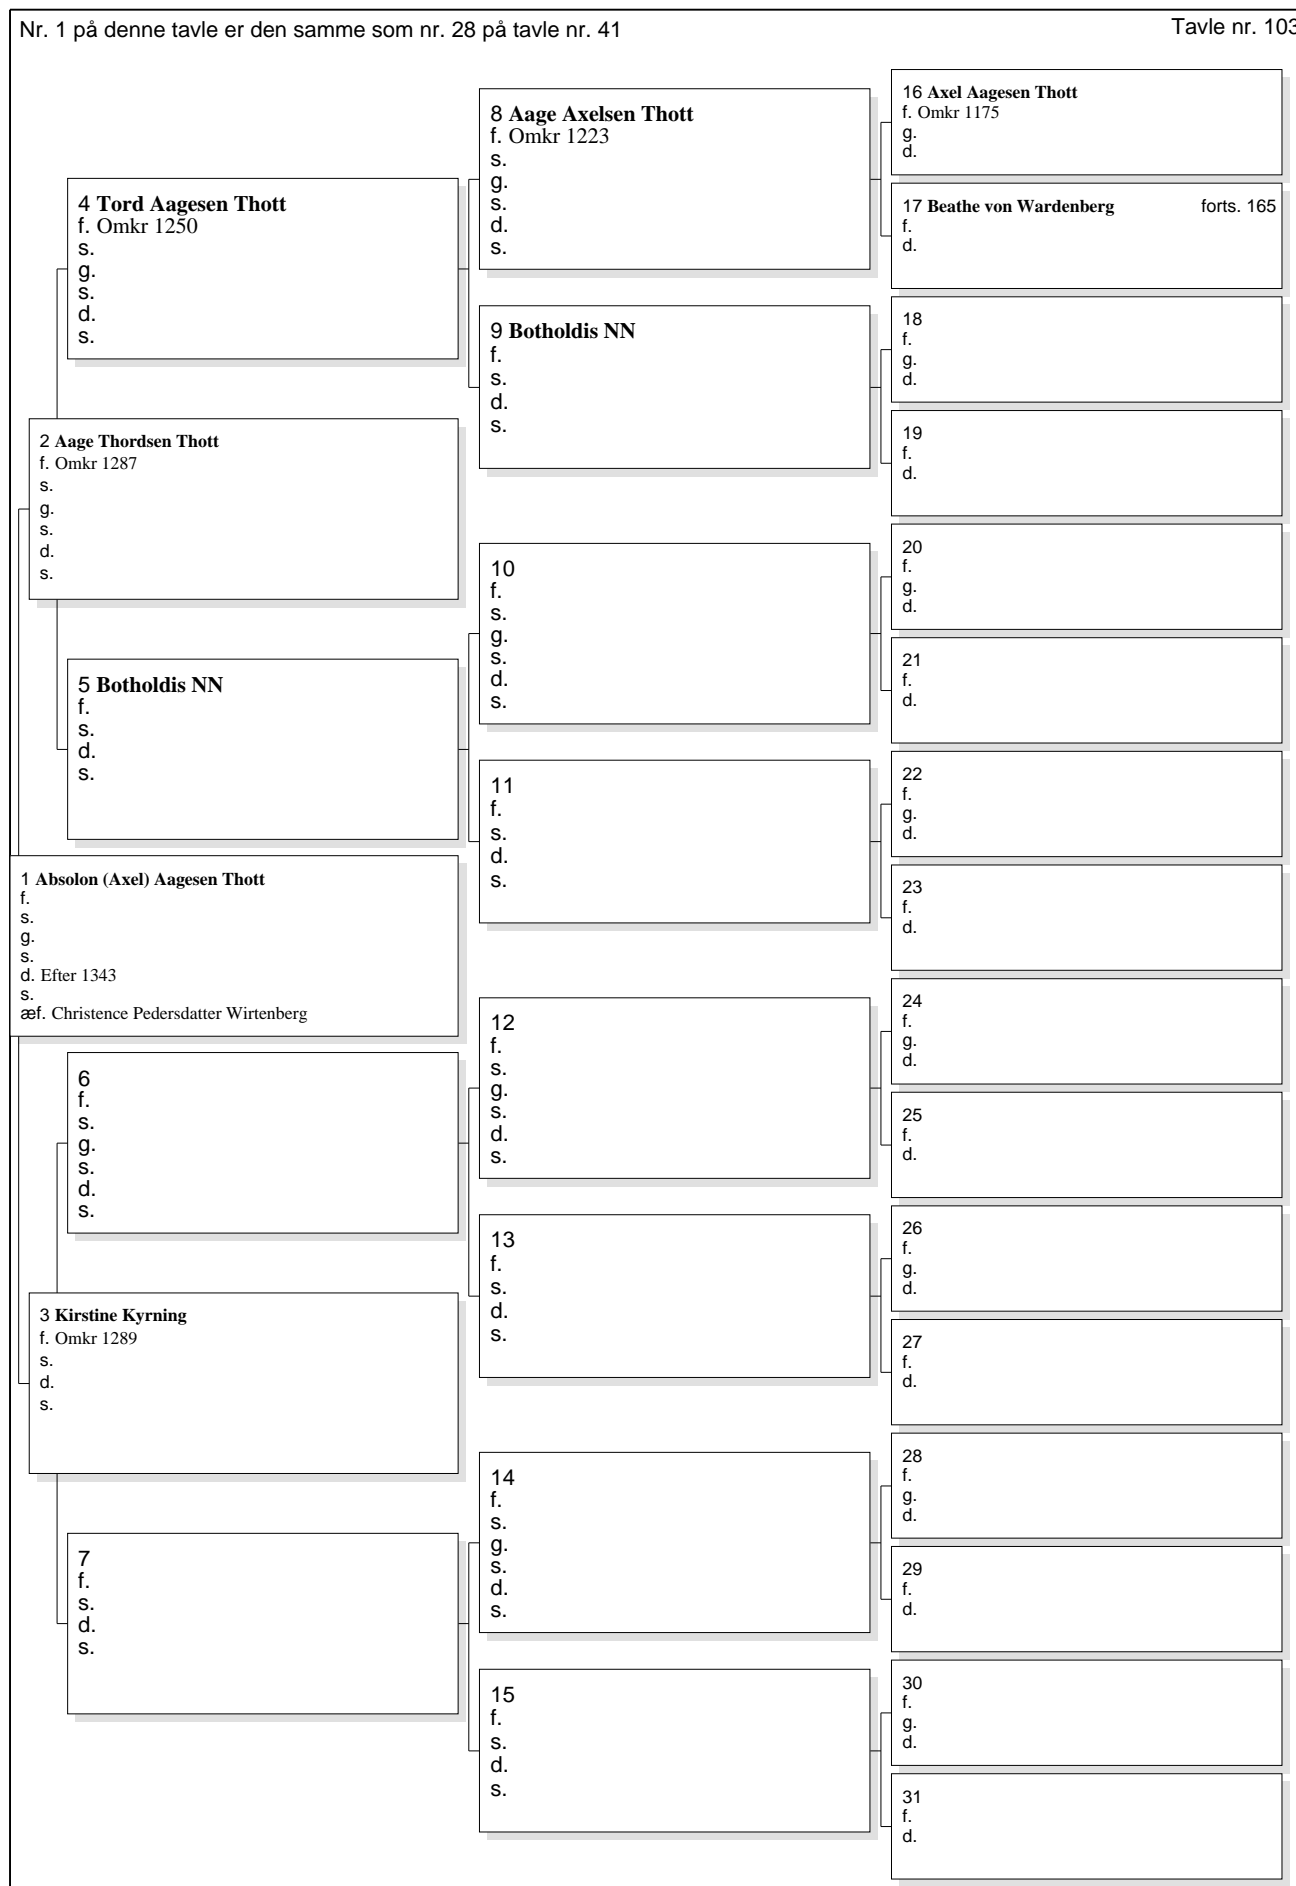 Nr. 1 på denne tavle er den samme som nr. 28 på tavle nr. 41
Tavle nr. 103
1 Absolon (Axel) Aagesen Thott
f.
s.
g.
s.
d. Efter 1343
s.
æf. Christence Pedersdatter Wirtenberg
2 Aage Thordsen Thott
f. Omkr 1287
s.
g.
s.
d.
s.
3 Kirstine Kyrning
f. Omkr 1289
s.
d.
s.
4 Tord Aagesen Thott
f. Omkr 1250
s.
g.
s.
d.
s.
5 Botholdis NN
f.
s.
d.
s.
6
f.
s.
g.
s.
d.
s.
7
f.
s.
d.
s.
8 Aage Axelsen Thott
f. Omkr 1223
s.
g.
s.
d.
s.
9 Botholdis NN
f.
s.
d.
s.
10
f.
s.
g.
s.
d.
s.
11
f.
s.
d.
s.
12
f.
s.
g.
s.
d.
s.
13
f.
s.
d.
s.
14
f.
s.
g.
s.
d.
s.
15
f.
s.
d.
s.
16 Axel Aagesen Thott
f. Omkr 1175
g.
d.
17 Beathe von Wardenberg forts. 165
f.
d.
18
f.
g.
d.
19
f.
d.
20
f.
g.
d.
21
f.
d.
22
f.
g.
d.
23
f.
d.
24
f.
g.
d.
25
f.
d.
26
f.
g.
d.
27
f.
d.
28
f.
g.
d.
29
f.
d.
30
f.
g.
d.
31
f.
d.